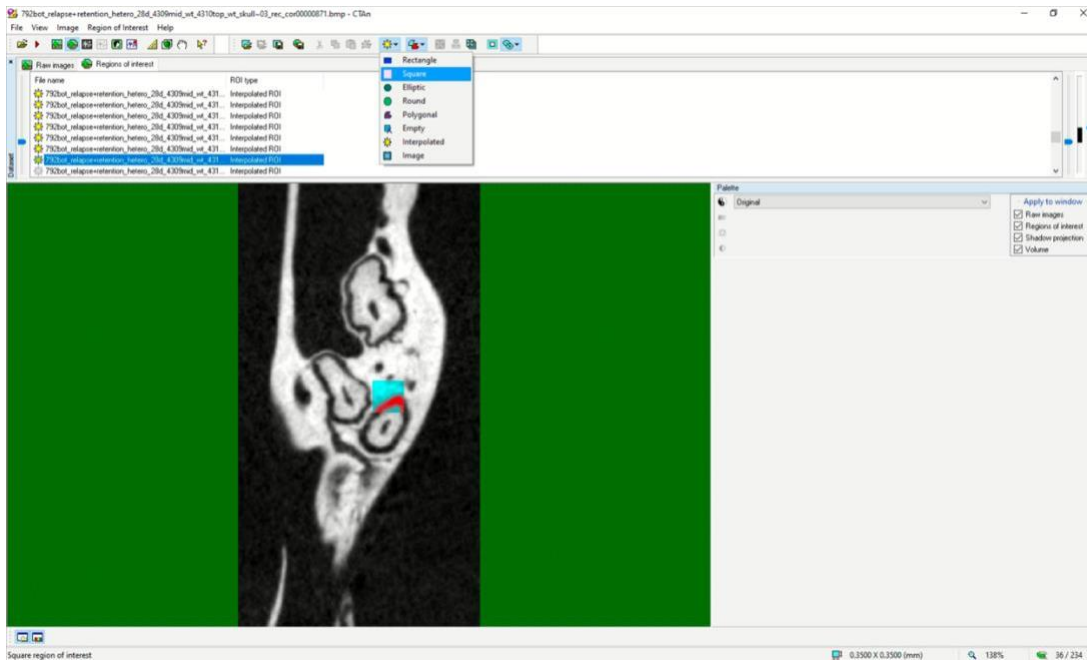 792bot_relapse+retention_hetero_28d_4309mid_wt_4310top_wt_skull~03_rec_cor00000871.bmp - CTAn
File View Image Region of Interest Help
Raw images Regions of interest
File name ROI type
792bot_relapse+retention_hetero_28d_4309mid_wt_431... Interpolated ROI
792bot_relapse+retention_hetero_28d_4309mid_wt_431... Interpolated ROI
792bot_relapse+retention_hetero_28d_4309mid_wt_431... Interpolated ROI
792bot_relapse+retention_hetero_28d_4309mid_wt_431... Interpolated ROI
792bot_relapse+retention_hetero_28d_4309mid_wt_431... Interpolated ROI
792bot_relapse+retention_hetero_28d_4309mid_wt_431... Interpolated ROI
792bot_relapse+retention_hetero_28d_4309mid_wt_431... Interpolated ROI
792bot_relapse+retention_hetero_28d_4309mid_wt_431... Interpolated ROI
Rectangle
Square
Elliptic
Round
Polygonal
Empty
Interpolated
Image
Dataset
Palette
Original
Apply to window
Raw images
Regions of interest
Shadow projection
Volume
Square region of interest
0.3500 X 0.3500 (mm)
138%
36 / 234